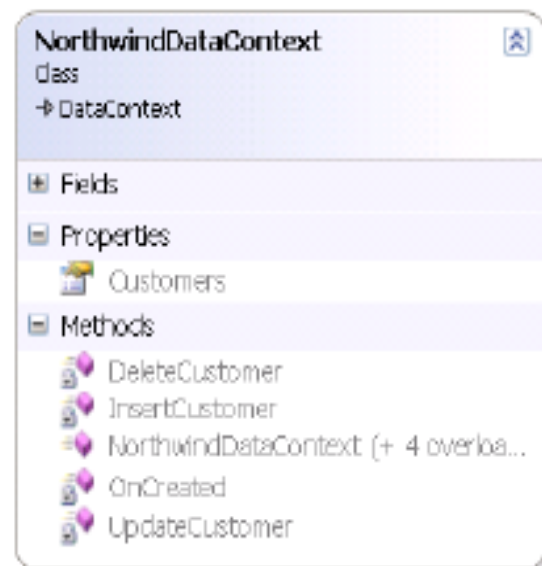 NorthwindDataContext
Class
DataContext
Fields
Properties
Customers
Methods
DeleteCustomer
InsertCustomer
NorthwindDataContext (+ 4 overloa...
OnCreated
UpdateCustomer